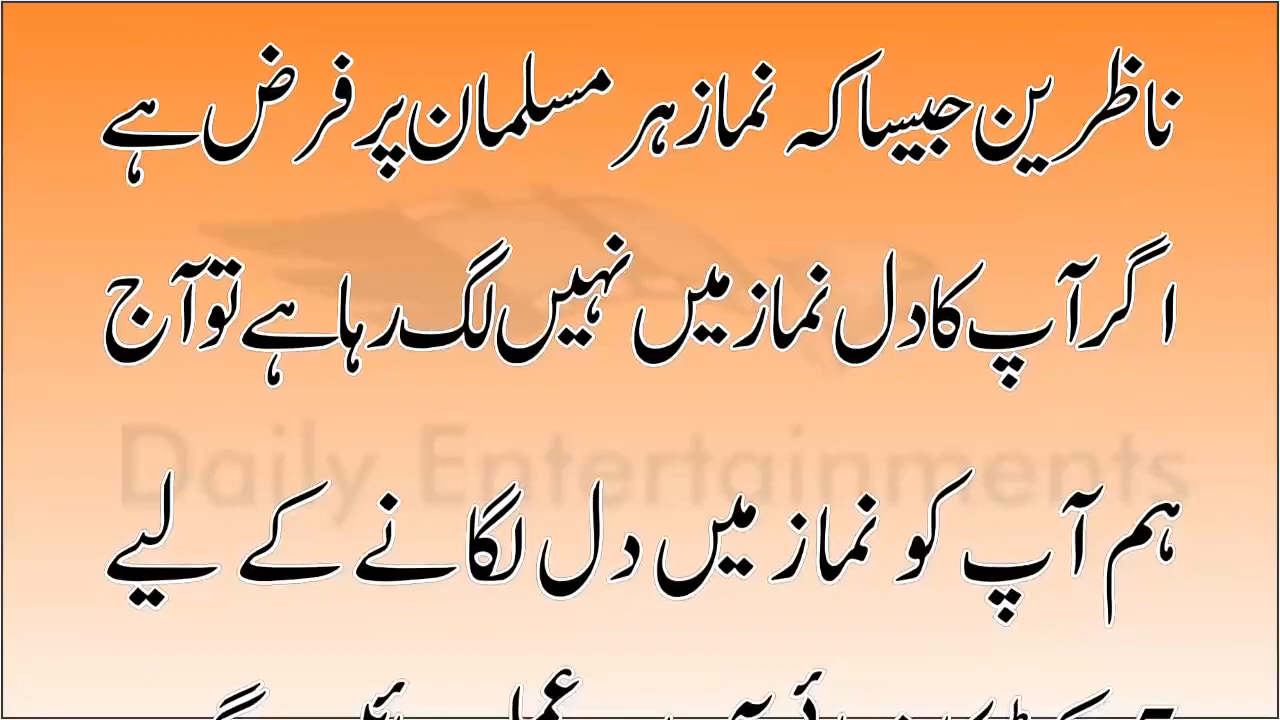 ناظرین جیسا کہ نماز ہر مسلمان پر فرض ہے
اگر آپ کا دل نماز میں نہیں لگ رہا ہے تو آج
Daily Entertainments
ہم آپ کو نماز میں دل لگانے کے لیے